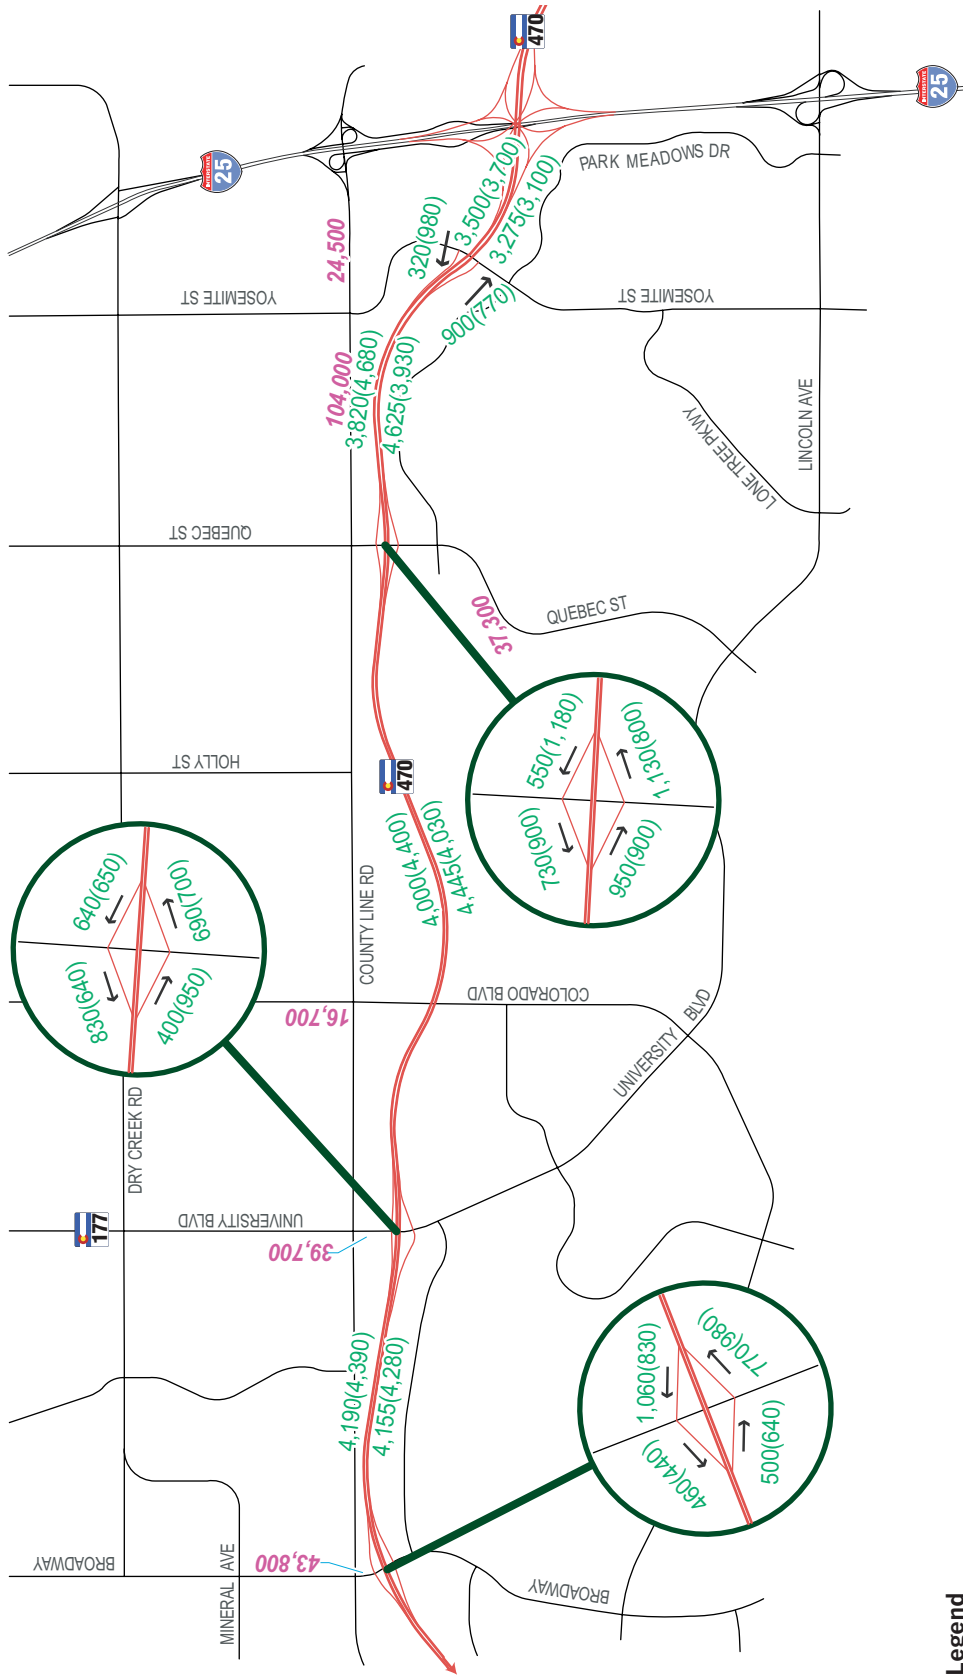 470
INTERSTATE
25
INTERSTATE
25
PARK MEADOWS DR
3,500(3,700)
3,275(3,100)
320(980)
900(770)
24,500
YOSEMITE ST
YOSEMITE ST
104,000
3,820(4,680)
4,625(3,930)
LONE TREE PKWY
LINCOLN AVE
QUEBEC ST
QUEBEC ST
37,300
550(1,180)
1,130(800)
730(900)
950(900)
HOLLY ST
470
4,000(4,400)
4,445(4,030)
COUNTY LINE RD
640(650)
690(700)
830(640)
400(950)
16,700
COLORADO BLVD
UNIVERSITY BLVD
DRY CREEK RD
177
UNIVERSITY BLVD
39,700
4,190(4,390)
4,155(4,280)
1,060(830)
770(980)
460(440)
500(640)
BROADWAY
MINERAL AVE
43,800
BROADWAY
Legend